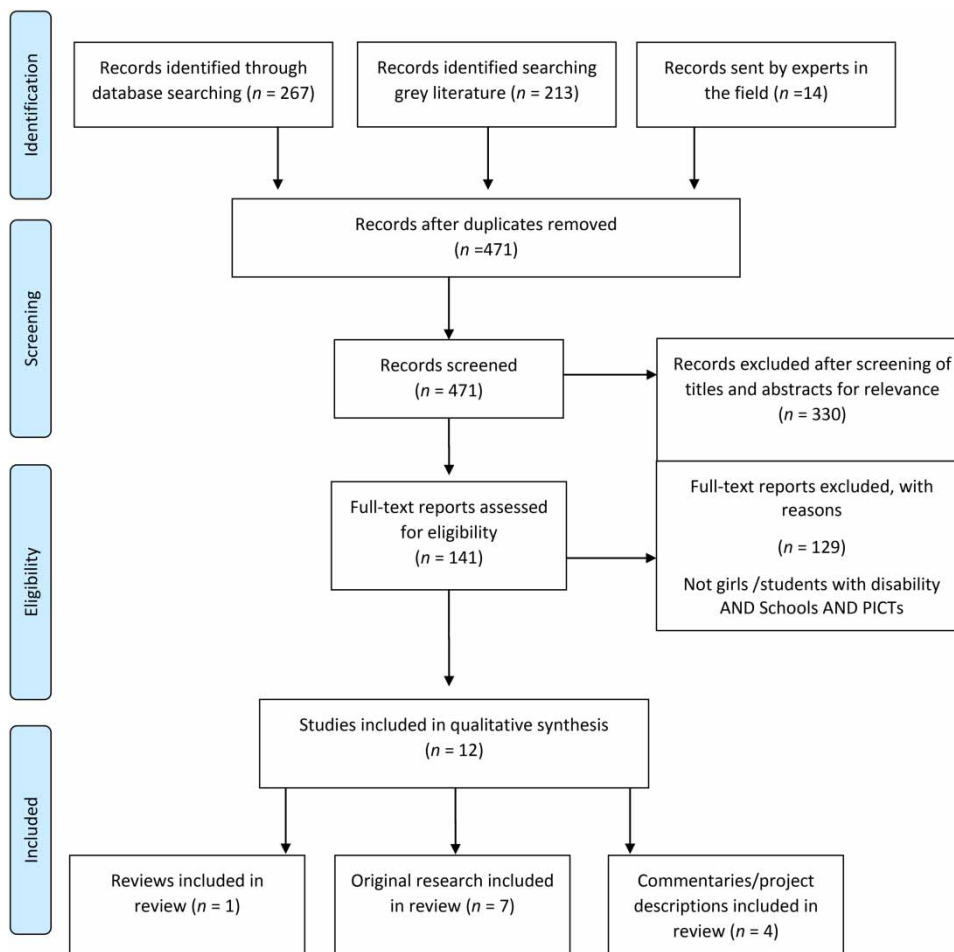 Identification
Records identified through
database searching (n = 267)
Records identified searching
grey literature (n = 213)
Records sent by experts in
the field (n =14)
Records after duplicates removed
(n =471)
Screening
Records screened
(n = 471)
Records excluded after screening of
titles and abstracts for relevance
(n = 330)
Eligibility
Full-text reports assessed
for eligibility
(n = 141)
Full-text reports excluded, with
reasons
(n = 129)
Not girls /students with disability
AND Schools AND PICTs
Included
Studies included in qualitative synthesis
(n = 12)
Reviews included in
review (n = 1)
Original research included
in review (n = 7)
Commentaries/project
descriptions included in
review (n = 4)